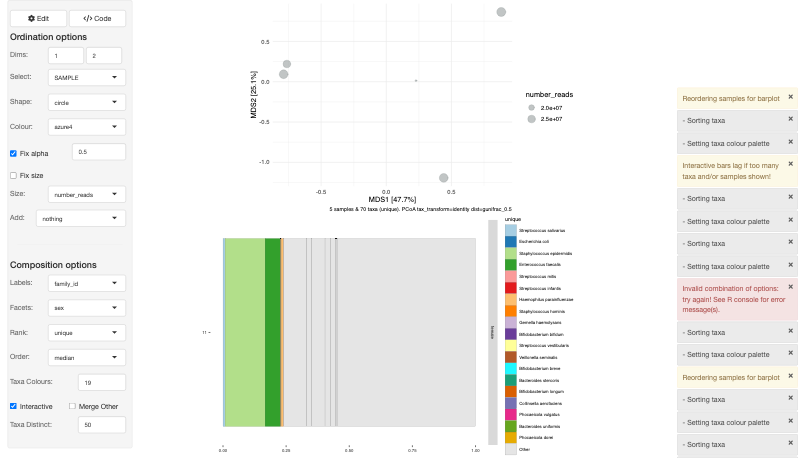 Edit
</> Code
Ordination options
Dims: 1 2
Select: SAMPLE
Shape: circle
Colour: azure4
Fix alpha 0.5
Fix size
Size: number_reads
Add: nothing
Composition options
Labels: family_id
Facets: sex
Rank: unique
Order: median
Taxa Colours: 19
Interactive Merge Other
Taxa Distinct: 50
MDS2 [25.1%]
0.5
0.0
-0.5
-1.0
-0.5 0.0 0.5
MDS1 [47.7%]
5 samples & 70 taxa (unique). PCoA tax_transform=identity dist=gunifrac_0.5
number_reads
2.0e+07
2.5e+07
11
0.00 0.25 0.50 0.75 1.00
female
unique
Streptococcus salivarius
Escherichia coli
Staphylococcus epidermidis
Enterococcus faecalis
Streptococcus mitis
Streptococcus infantis
Haemophilus parainfluenzae
Staphylococcus hominis
Gemella haemolysans
Bifidobacterium bifidum
Streptococcus vestibularis
Veillonella seminalis
Bifidobacterium breve
Bacteroides stercoris
Bifidobacterium longum
Collinsella aerofaciens
Phocaeicola vulgatus
Bacteroides uniformis
Phocaeicola dorei
Other
Reordering samples for barplot ×
- Sorting taxa ×
- Setting taxa colour palette ×
Interactive bars lag if too many ×
taxa and/or samples shown!
- Sorting taxa ×
- Setting taxa colour palette ×
- Sorting taxa ×
- Setting taxa colour palette ×
Invalid combination of options: ×
try again! See R console for error
message(s).
- Sorting taxa ×
- Setting taxa colour palette ×
Reordering samples for barplot ×
- Sorting taxa ×
- Setting taxa colour palette ×
- Sorting taxa ×